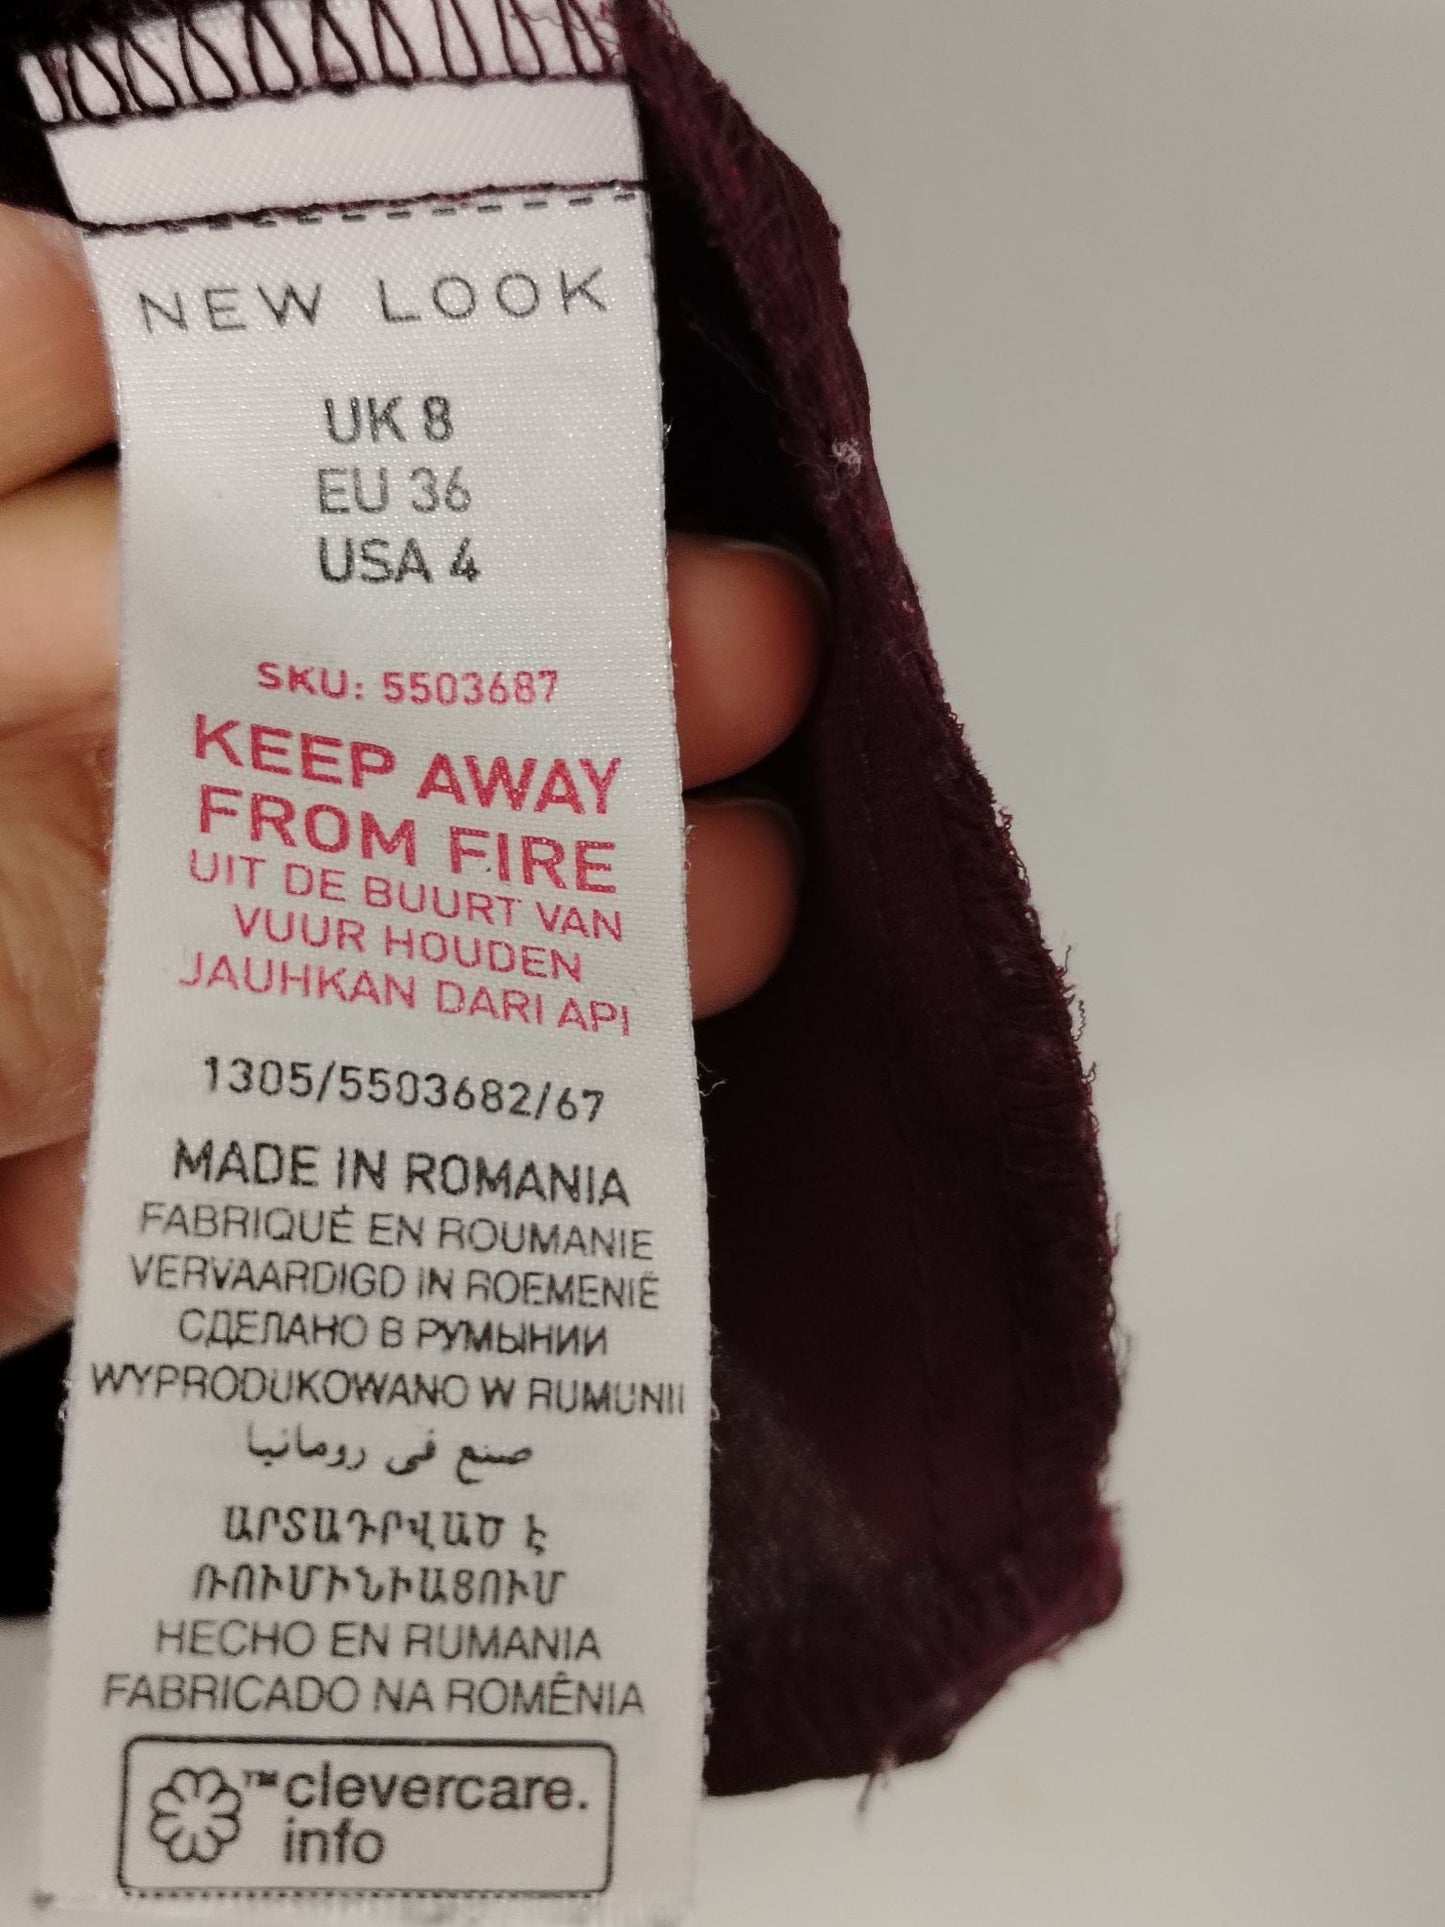 NEW LOOK
UK 8
EU 36
USA 4
SKU: 5503687
KEEP AWAY
FROM FIRE
UIT DE BUURT VAN
VUUR HOUDEN
JAUHKAN DARI API
1305/5503682/67
MADE IN ROMANIA
FABRIQUÉ EN ROUMANIE
VERVAARDIGD IN ROEMENIË
СДЕЛАНО В РУМЫНИИ
WYPRODUKOWANO W RUMUNII
صنع في رومانيا
ԱՐՏԱԴՐՎԱԾ Է
ՌՈՒՄԻՆԻԱՅՈՒՄ
HECHO EN RUMANIA
FABRICADO NA ROMÊNIA
™clevercare.
info